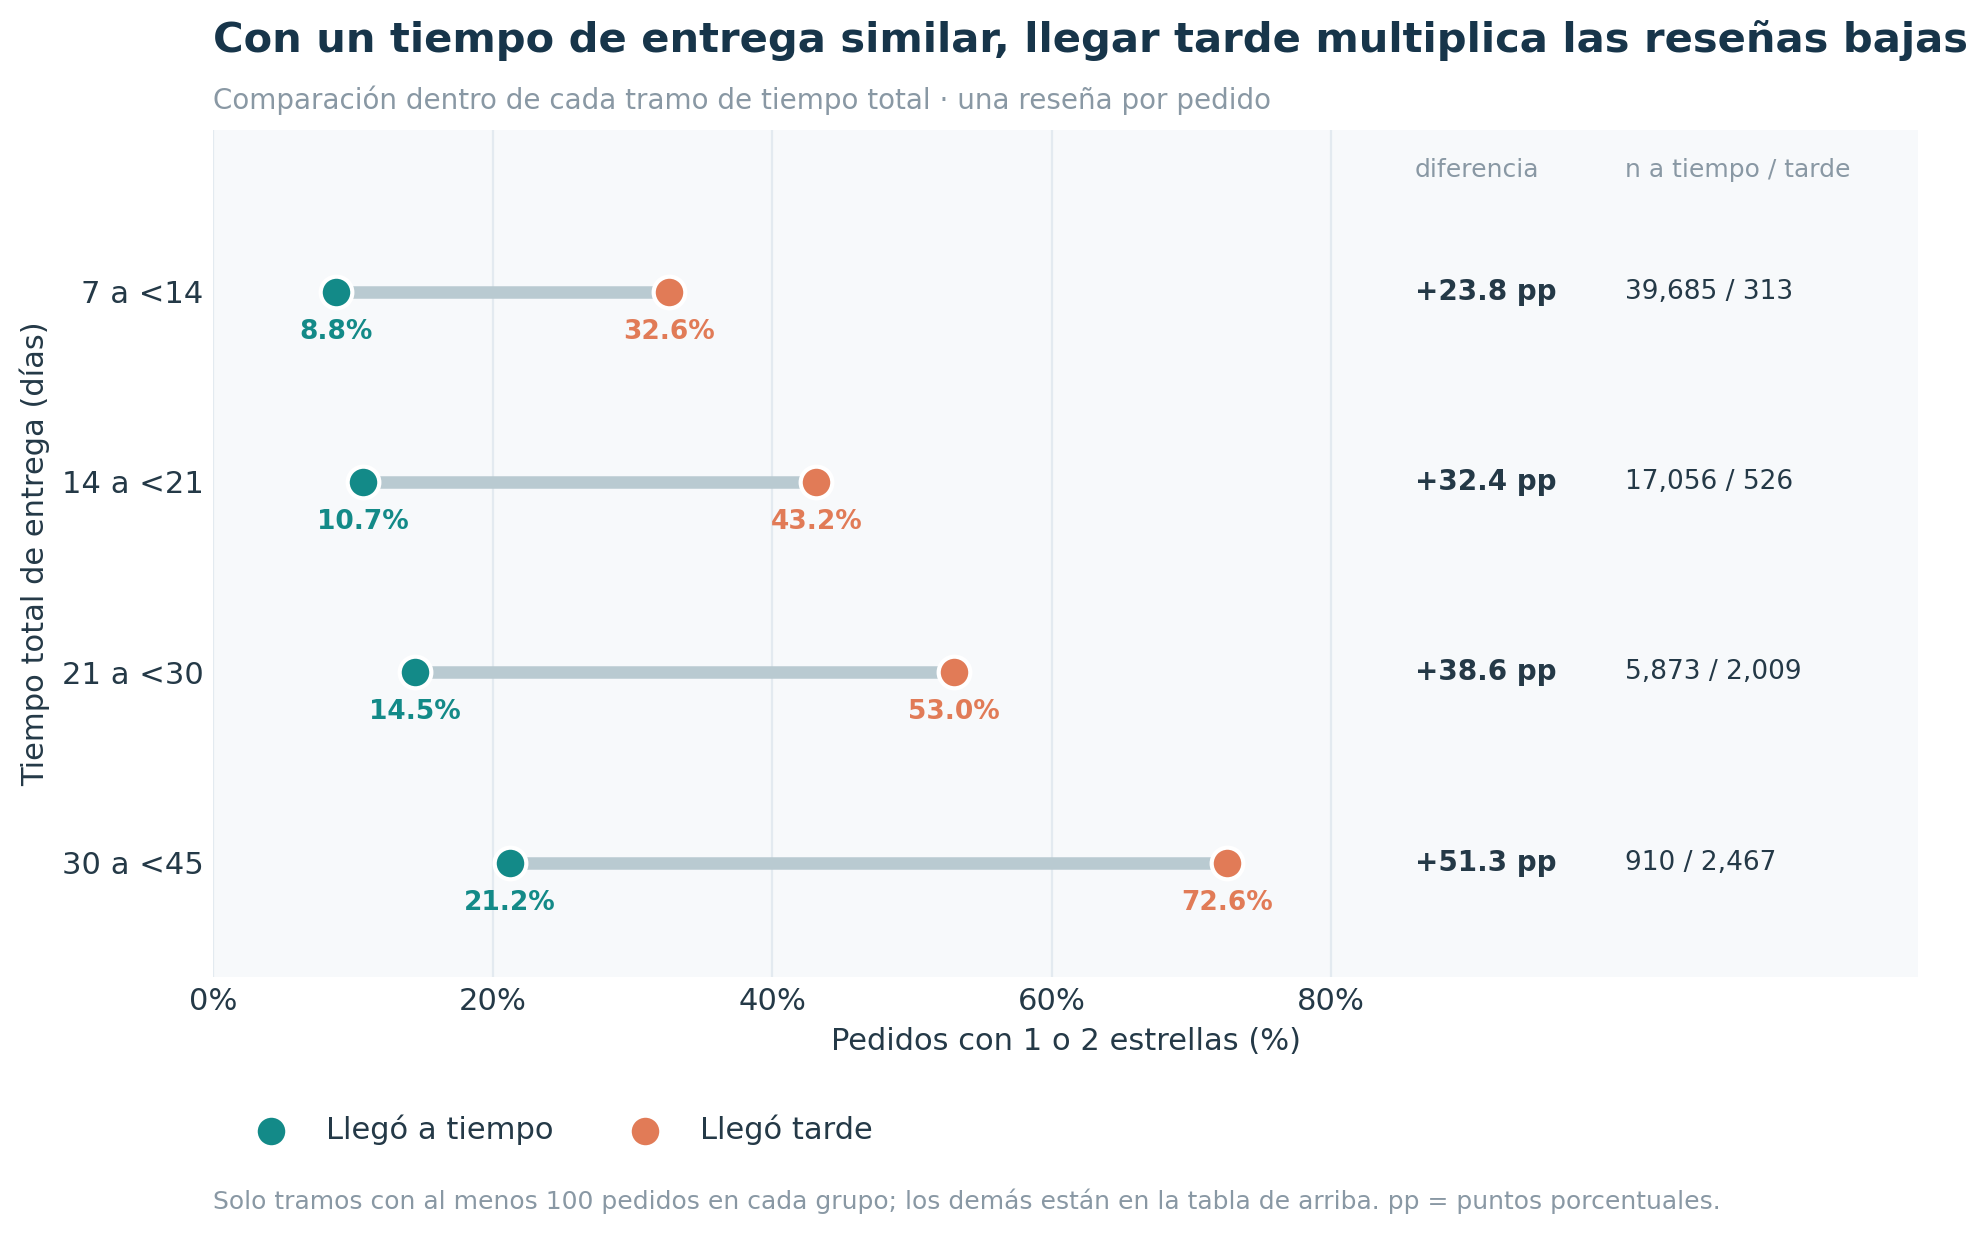 Con un tiempo de entrega similar, llegar tarde multiplica las reseñas bajas
Comparación dentro de cada tramo de tiempo total · una reseña por pedido
diferencia n a tiempo / tarde
Tiempo total de entrega (días)
7 a <14 +23.8 pp 39,685 / 313
8.8% 32.6%
14 a <21 +32.4 pp 17,056 / 526
10.7% 43.2%
21 a <30 +38.6 pp 5,873 / 2,009
14.5% 53.0%
30 a <45 +51.3 pp 910 / 2,467
21.2% 72.6%
0% 20% 40% 60% 80%
Pedidos con 1 o 2 estrellas (%)
Llegó a tiempo Llegó tarde
Solo tramos con al menos 100 pedidos en cada grupo; los demás están en la tabla de arriba. pp = puntos porcentuales.